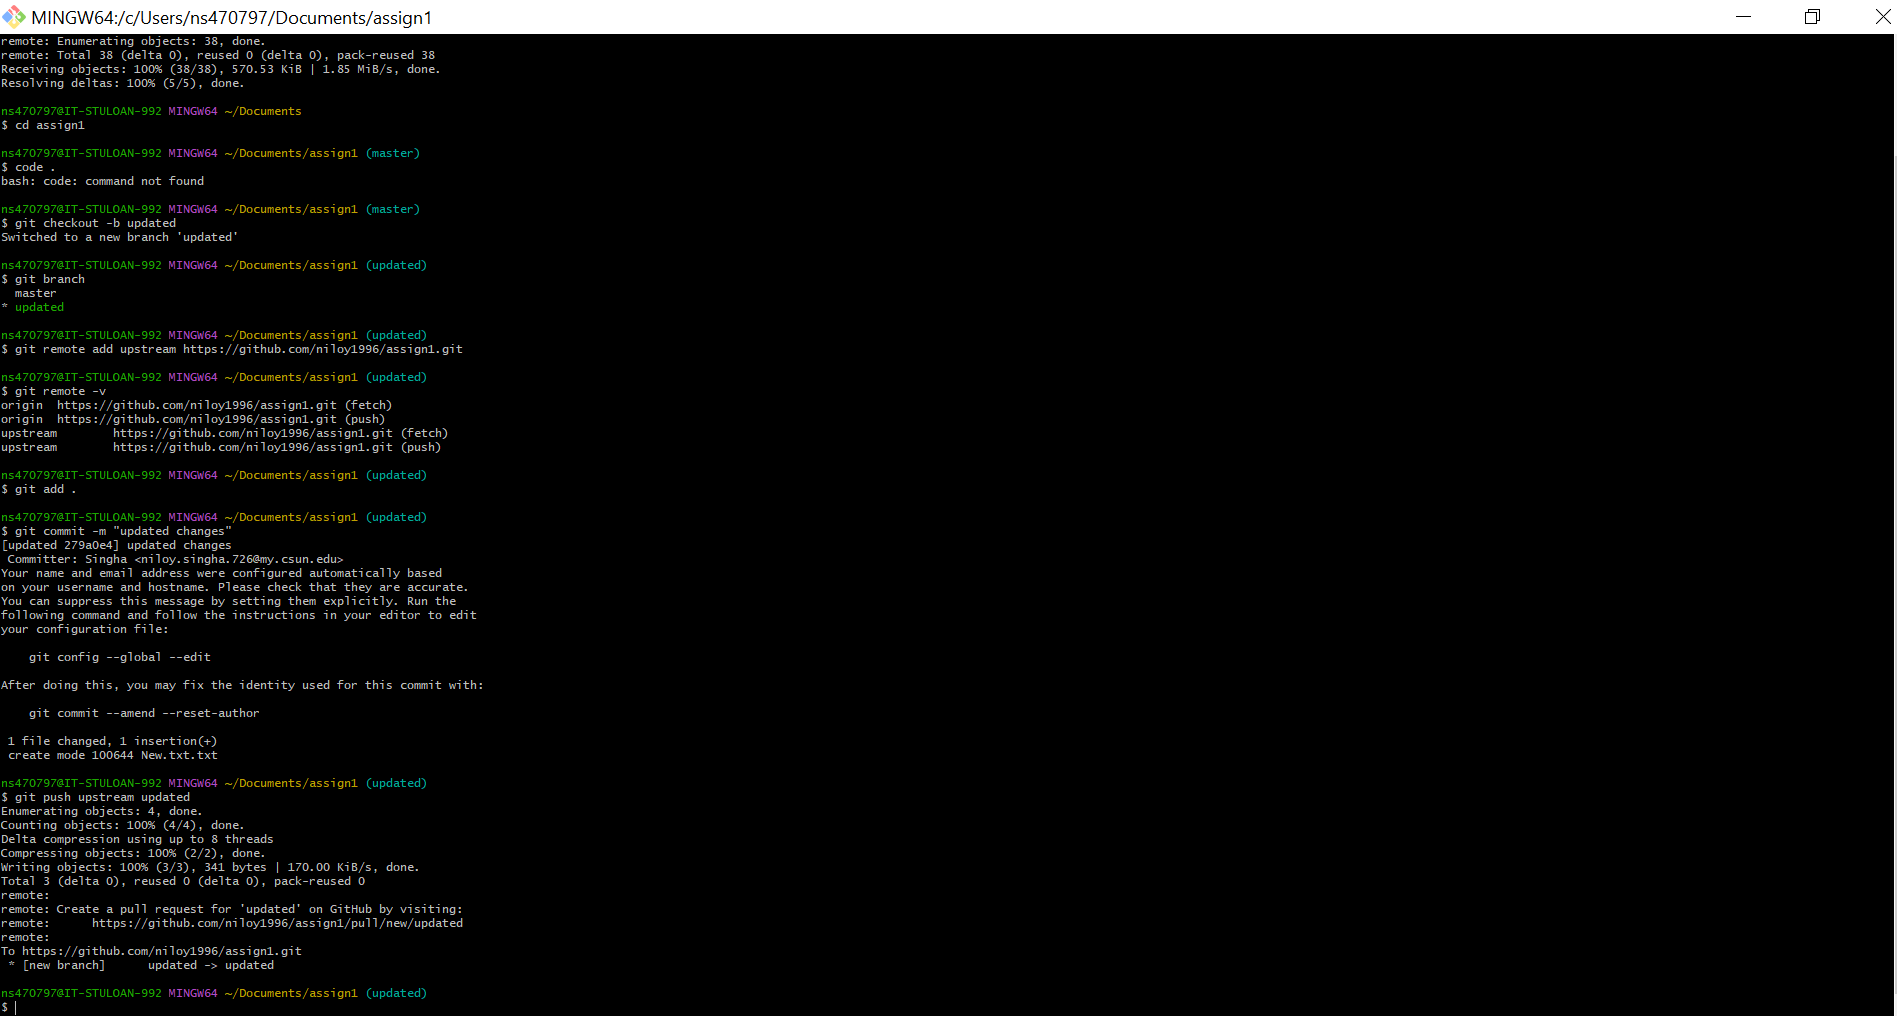 MINGW64:/c/Users/ns470797/Documents/assign1
remote: Enumerating objects: 38, done.
remote: Total 38 (delta 0), reused 0 (delta 0), pack-reused 38
Receiving objects: 100% (38/38), 570.53 KiB | 1.85 MiB/s, done.
Resolving deltas: 100% (5/5), done.
ns470797@IT-STULOAN-992 MINGW64 ~/Documents
$ cd assign1
ns470797@IT-STULOAN-992 MINGW64 ~/Documents/assign1 (master)
$ code .
bash: code: command not found
ns470797@IT-STULOAN-992 MINGW64 ~/Documents/assign1 (master)
$ git checkout -b updated
Switched to a new branch 'updated'
ns470797@IT-STULOAN-992 MINGW64 ~/Documents/assign1 (updated)
$ git branch
  master
* updated
ns470797@IT-STULOAN-992 MINGW64 ~/Documents/assign1 (updated)
$ git remote add upstream https://github.com/niloy1996/assign1.git
ns470797@IT-STULOAN-992 MINGW64 ~/Documents/assign1 (updated)
$ git remote -v
origin  https://github.com/niloy1996/assign1.git (fetch)
origin  https://github.com/niloy1996/assign1.git (push)
upstream        https://github.com/niloy1996/assign1.git (fetch)
upstream        https://github.com/niloy1996/assign1.git (push)
ns470797@IT-STULOAN-992 MINGW64 ~/Documents/assign1 (updated)
$ git add .
ns470797@IT-STULOAN-992 MINGW64 ~/Documents/assign1 (updated)
$ git commit -m "updated changes"
[updated 279a0e4] updated changes
 Committer: Singha <niloy.singha.726@my.csun.edu>
Your name and email address were configured automatically based
on your username and hostname. Please check that they are accurate.
You can suppress this message by setting them explicitly. Run the
following command and follow the instructions in your editor to edit
your configuration file:
    git config --global --edit
After doing this, you may fix the identity used for this commit with:
    git commit --amend --reset-author
 1 file changed, 1 insertion(+)
 create mode 100644 New.txt.txt
ns470797@IT-STULOAN-992 MINGW64 ~/Documents/assign1 (updated)
$ git push upstream updated
Enumerating objects: 4, done.
Counting objects: 100% (4/4), done.
Delta compression using up to 8 threads
Compressing objects: 100% (2/2), done.
Writing objects: 100% (3/3), 341 bytes | 170.00 KiB/s, done.
Total 3 (delta 0), reused 0 (delta 0), pack-reused 0
remote:
remote: Create a pull request for 'updated' on GitHub by visiting:
remote:      https://github.com/niloy1996/assign1/pull/new/updated
remote:
To https://github.com/niloy1996/assign1.git
 * [new branch]      updated -> updated
ns470797@IT-STULOAN-992 MINGW64 ~/Documents/assign1 (updated)
$